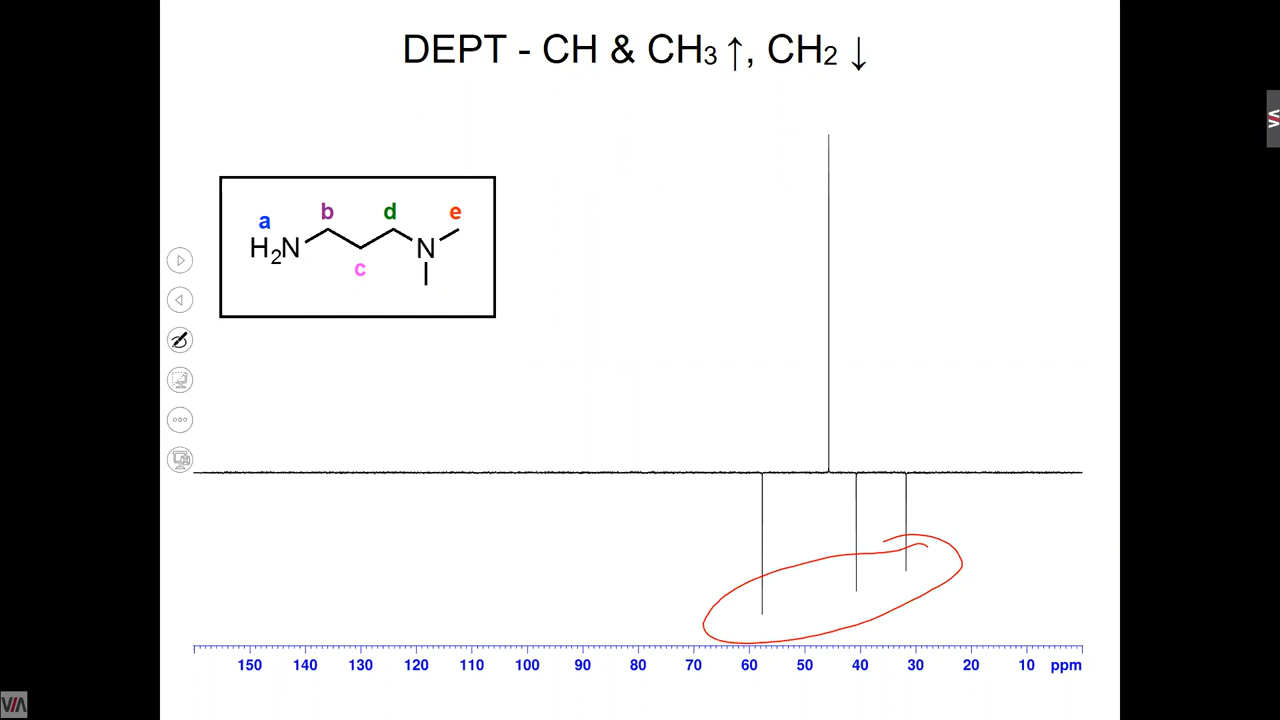 DEPT - CH & CH3 ↑, CH2 ↓
a b d e
H2N N
c
150 140 130 120 110 100 90 80 70 60 50 40 30 20 10 ppm
VIA